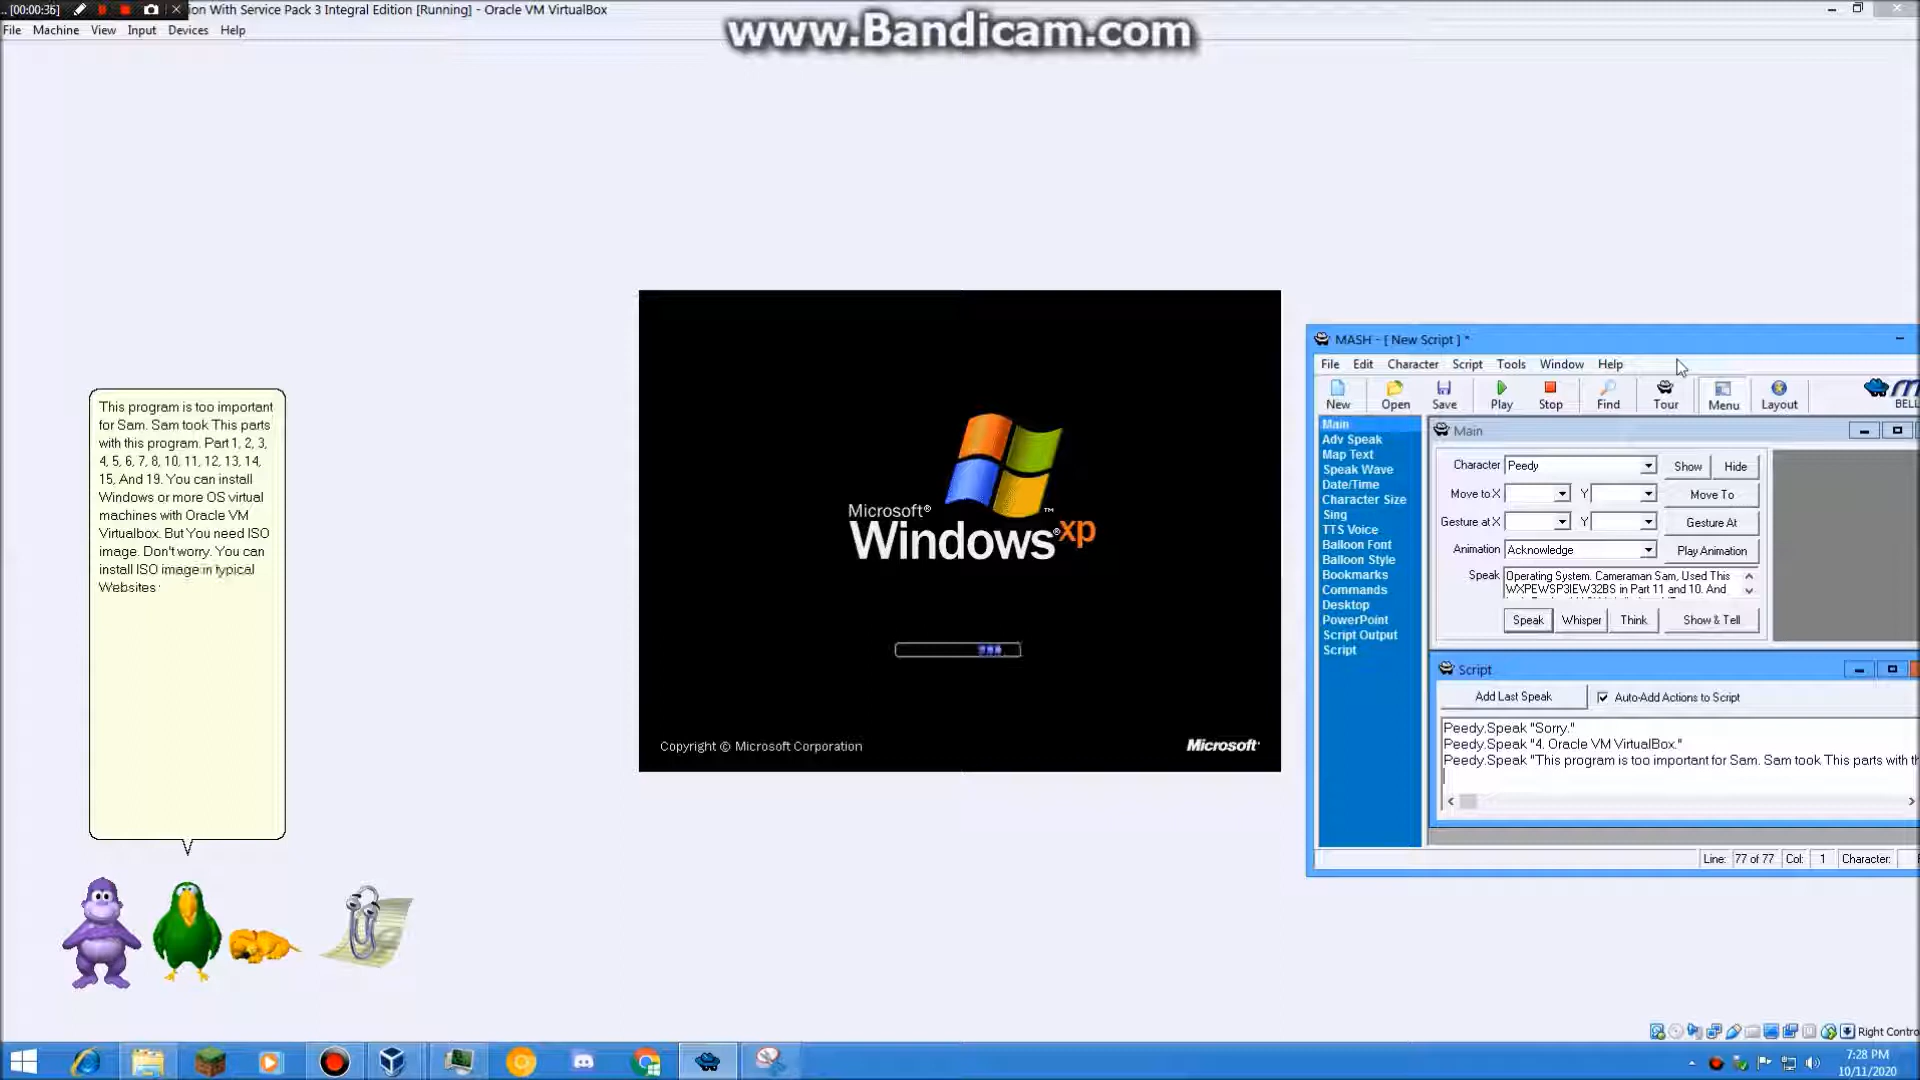 .. [00:00:36]
ion With Service Pack 3 Integral Edition [Running] - Oracle VM VirtualBox
www.Bandicam.com
File Machine View Input Devices Help
This program is too important
for Sam. Sam took This parts
with this program. Part 1, 2, 3,
4, 5, 6, 7, 8, 10, 11, 12, 13, 14,
15, And 19. You can install
Windows or more OS virtual
machines with Oracle VM
Virtualbox. But You need ISO
image. Don't worry. You can
install ISO image in typical
Websites
Microsoft®
Windows® xp
™
Copyright © Microsoft Corporation
Microsoft®
MASH - [ New Script ] *
File Edit Character Script Tools Window Help
New Open Save Play Stop Find Tour Menu Layout
BELL
Main
Adv Speak
Map Text
Speak Wave
Date/Time
Character Size
Sing
TTS Voice
Balloon Font
Balloon Style
Bookmarks
Commands
Desktop
PowerPoint
Script Output
Script
Main
Character Peedy Show Hide
Move to X Y Move To
Gesture at X Y Gesture At
Animation Acknowledge Play Animation
Speak Operating System. Cameraman Sam, Used This
WXPEWSP3IEW32BS in Part 11 and 10. And
Speak Whisper Think Show & Tell
Script
Add Last Speak Auto-Add Actions to Script
Peedy.Speak "Sorry."
Peedy.Speak "4. Oracle VM VirtualBox."
Peedy.Speak "This program is too important for Sam. Sam took This parts with th
Line: 77 of 77 Col: 1 Character:
Right Contro
7:28 PM
10/11/2020